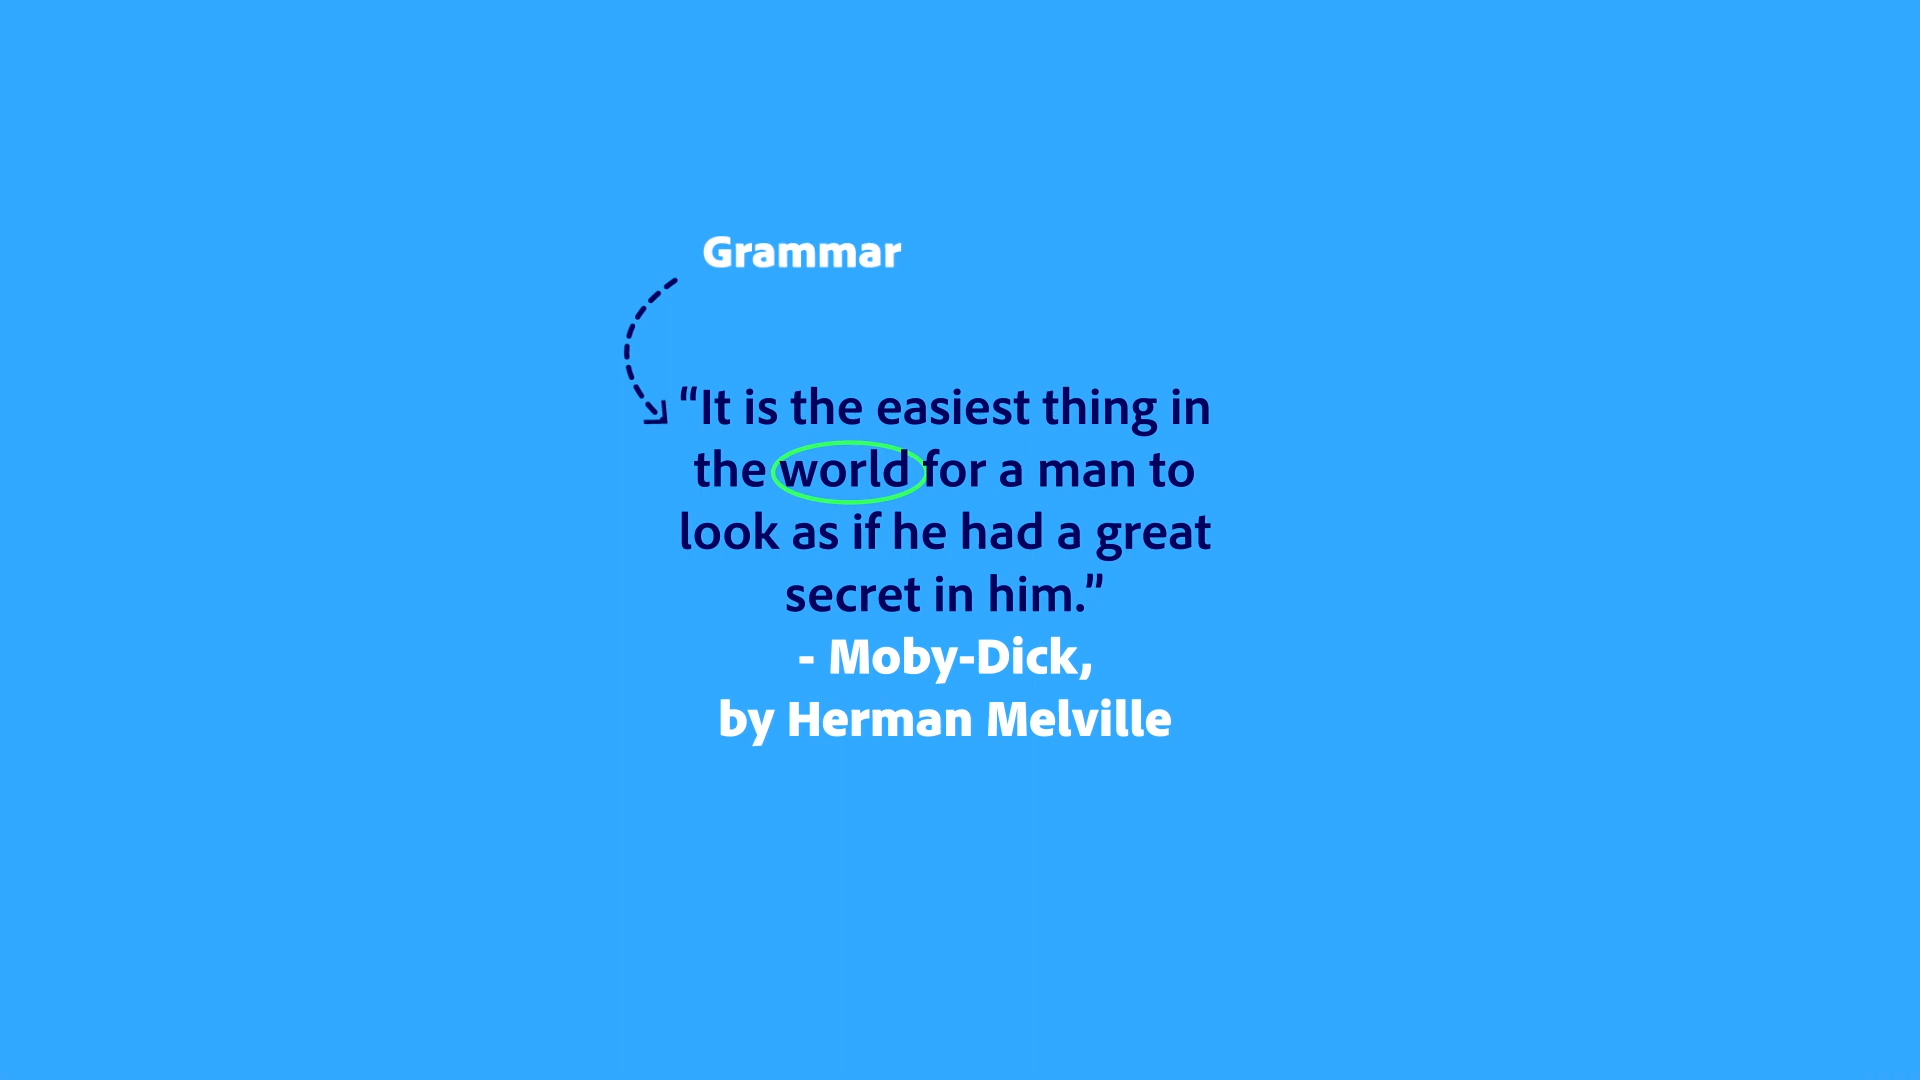 Grammar
“It is the easiest thing in
the world for a man to
look as if he had a great
secret in him.”
- Moby-Dick,
by Herman Melville